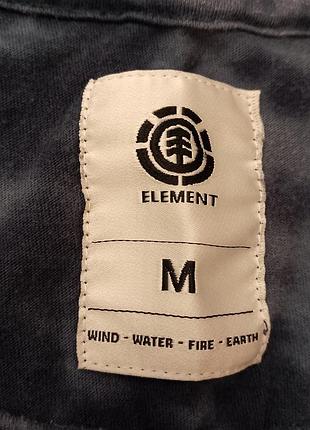 ELEMENT
M
WIND - WATER - FIRE - EARTH